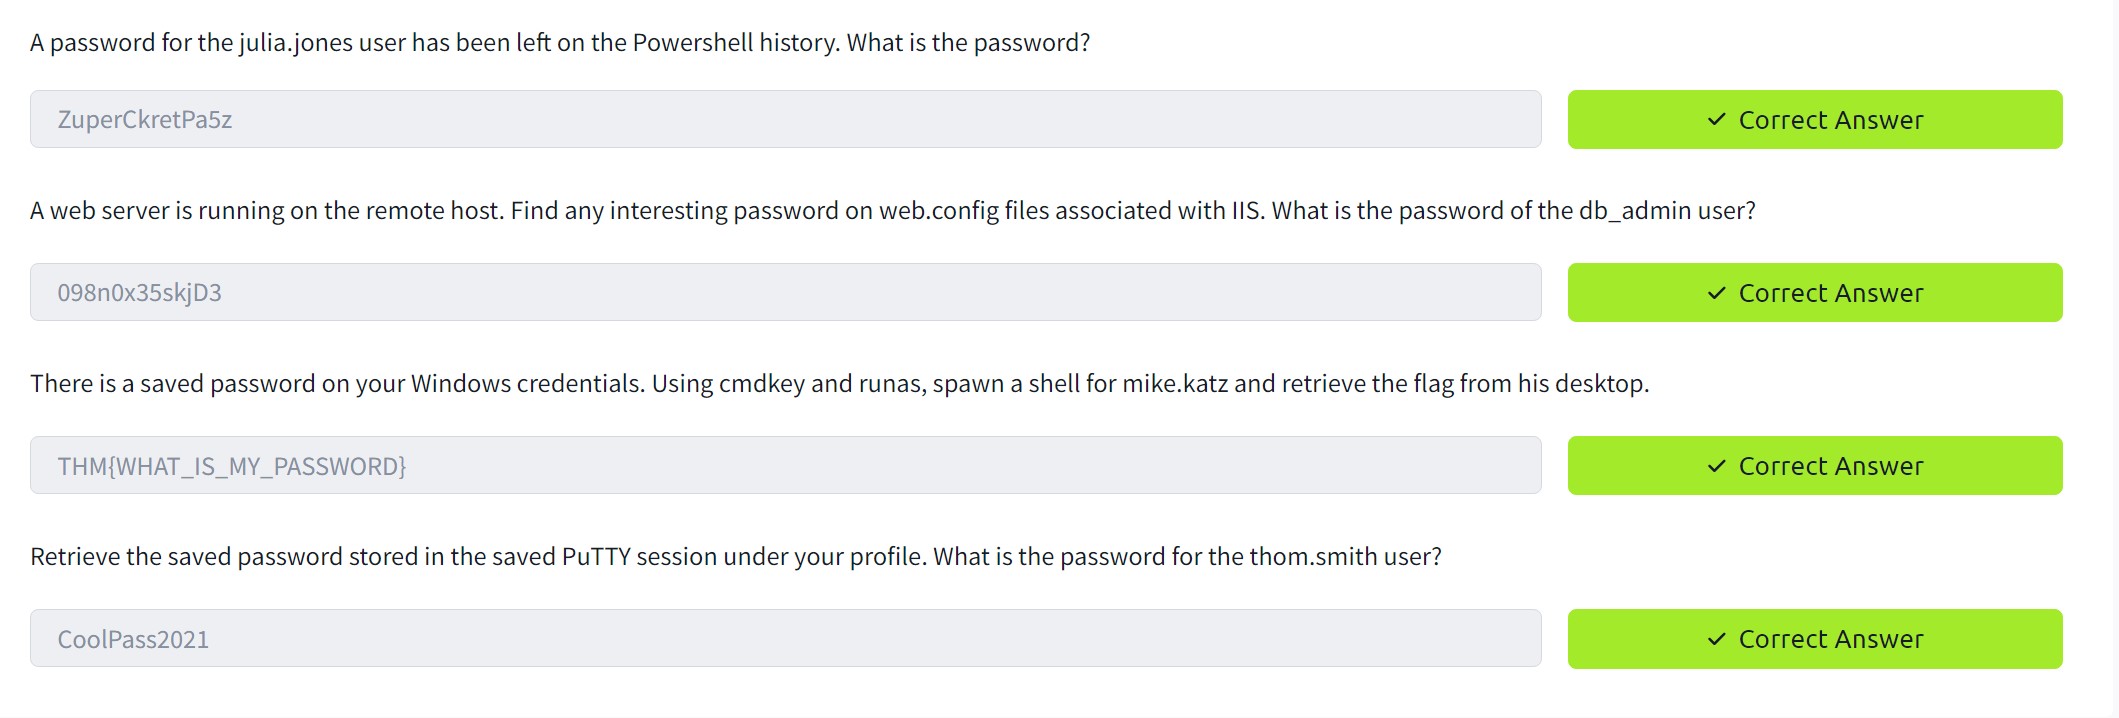 A password for the julia.jones user has been left on the Powershell history. What is the password?
ZuperCkretPa5z
✓ Correct Answer
A web server is running on the remote host. Find any interesting password on web.config files associated with IIS. What is the password of the db_admin user?
098n0x35skjD3
✓ Correct Answer
There is a saved password on your Windows credentials. Using cmdkey and runas, spawn a shell for mike.katz and retrieve the flag from his desktop.
THM{WHAT_IS_MY_PASSWORD}
✓ Correct Answer
Retrieve the saved password stored in the saved PuTTY session under your profile. What is the password for the thom.smith user?
CoolPass2021
✓ Correct Answer